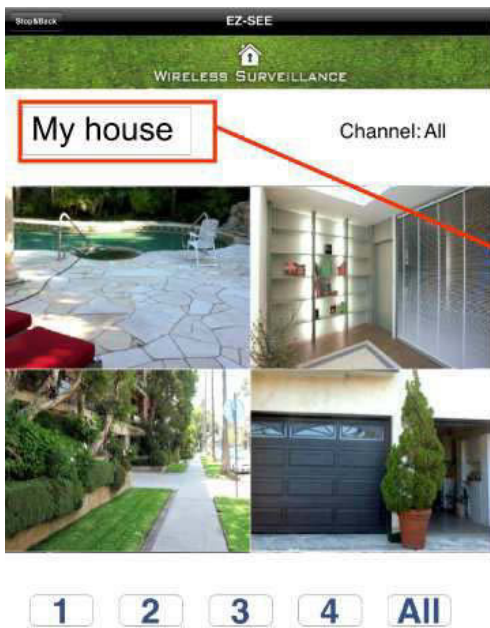 Stop&Back EZ-SEE
WIRELESS SURVEILLANCE
My house Channel: All
1 2 3 4 All